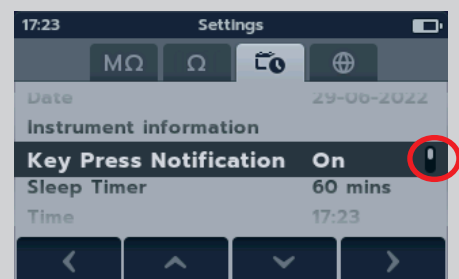 17:23 Settings
MΩ Ω
Date 29-06-2022
Instrument information
Key Press Notification On
Sleep Timer 60 mins
Time 17:23